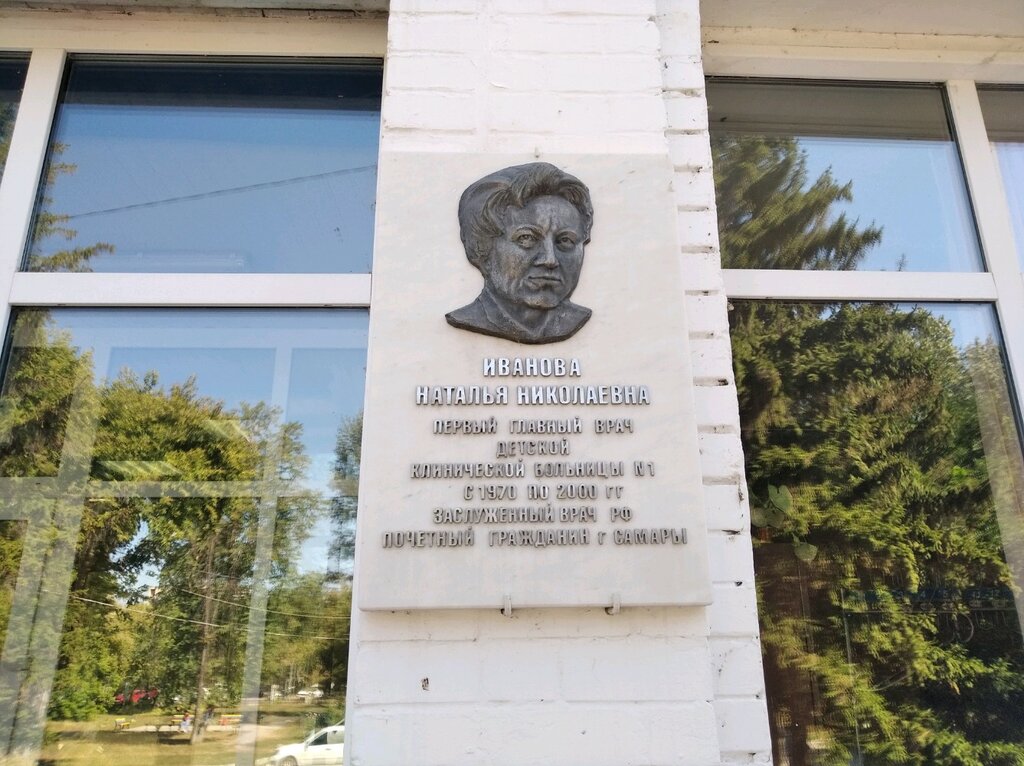 ИВАНОВА
НАТАЛЬЯ НИКОЛАЕВНА
ПЕРВЫЙ ГЛАВНЫЙ ВРАЧ
ДЕТСКОЙ
КЛИНИЧЕСКОЙ БОЛЬНИЦЫ N1
С 1970 ПО 2000 ГГ
ЗАСЛУЖЕННЫЙ ВРАЧ РФ
ПОЧЕТНЫЙ ГРАЖДАНИН г САМАРЫ